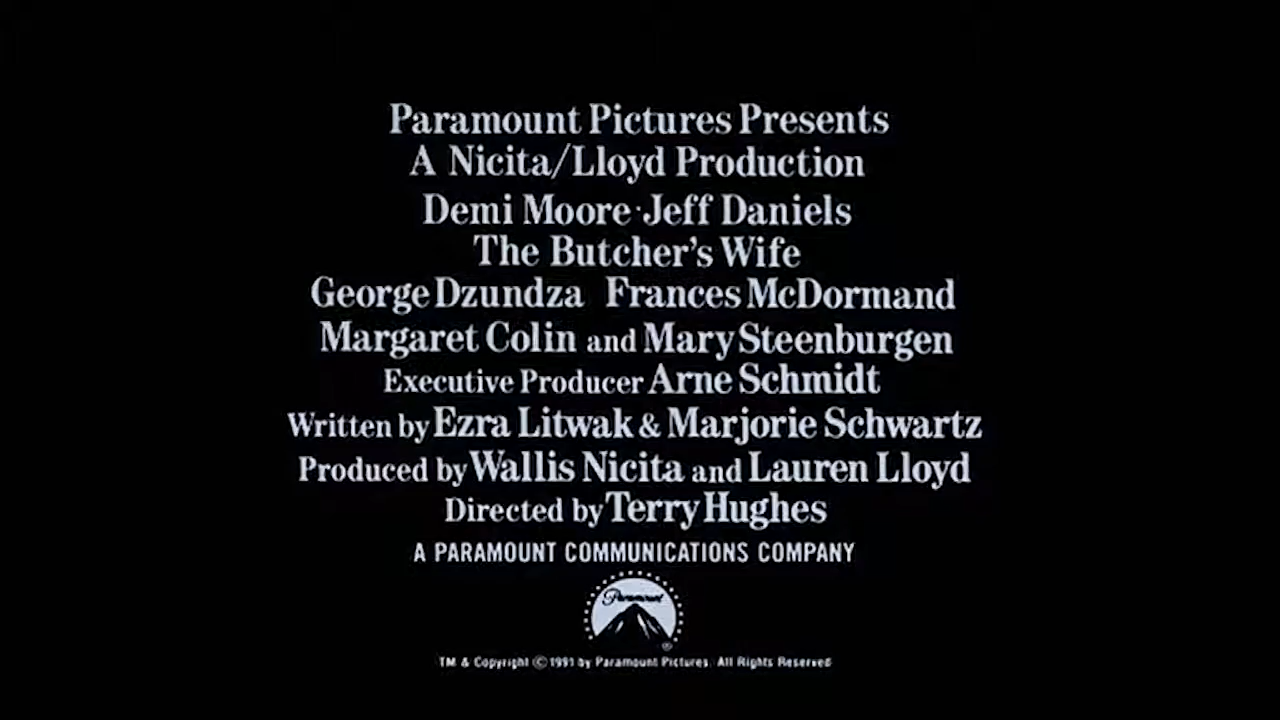 Paramount Pictures Presents
A Nicita/Lloyd Production
Demi Moore·Jeff Daniels
The Butcher's Wife
George Dzundza Frances McDormand
Margaret Colin and Mary Steenburgen
Executive Producer Arne Schmidt
Written by Ezra Litwak & Marjorie Schwartz
Produced by Wallis Nicita and Lauren Lloyd
Directed by Terry Hughes
A PARAMOUNT COMMUNICATIONS COMPANY
Paramount
®
TM & Copyright ©1991 by Paramount Pictures. All Rights Reserved